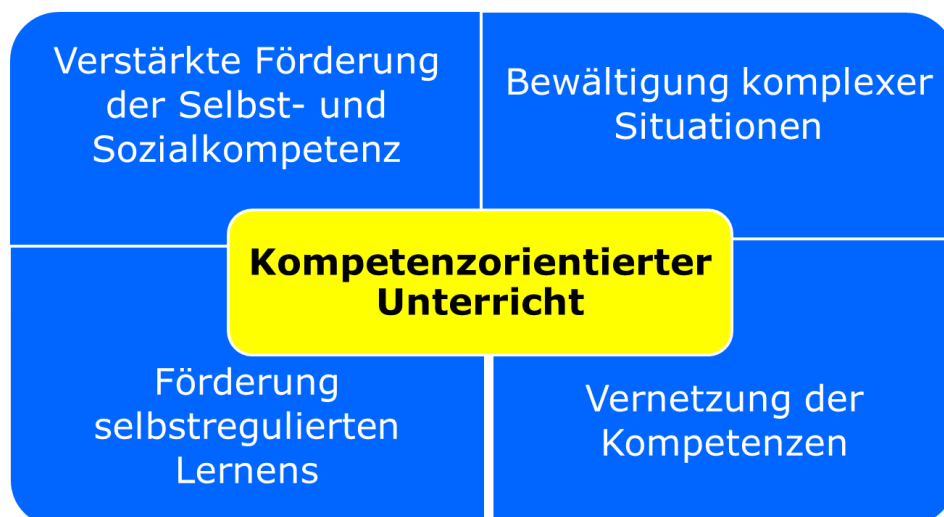 Verstärkte Förderung
der Selbst- und
Sozialkompetenz
Bewältigung komplexer
Situationen
Kompetenzorientierter
Unterricht
Förderung
selbstregulierten
Lernens
Vernetzung der
Kompetenzen